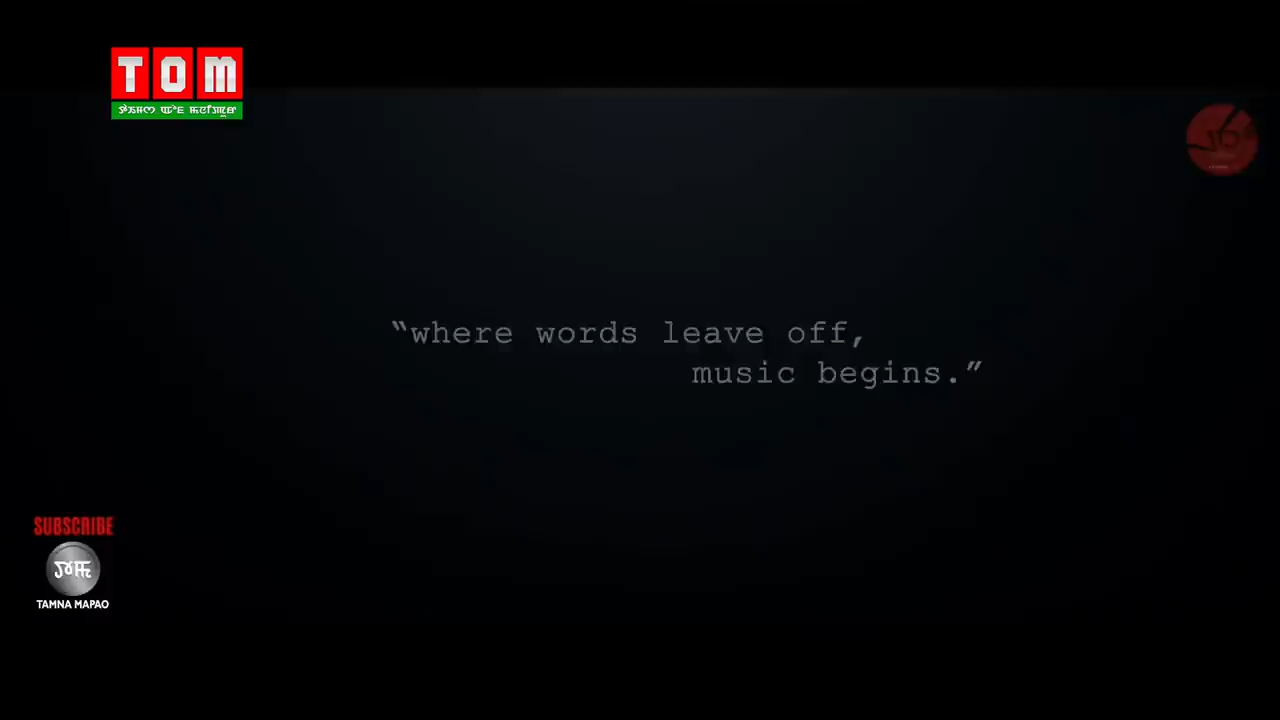 TOM
“where words leave off,
music begins.”
SUBSCRIBE
TAMNA MAPAO